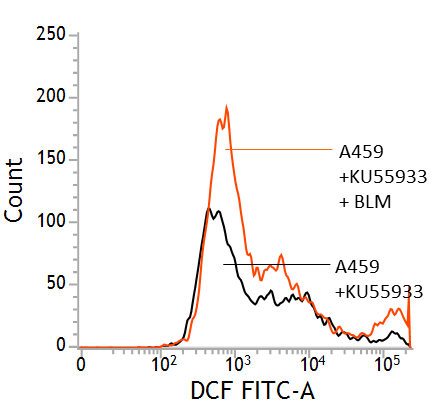 250
200
150
100
50
0
Count
A459
+KU55933
+ BLM
A459
+KU55933
0 10² 10³ 10⁴ 10⁵
DCF FITC-A